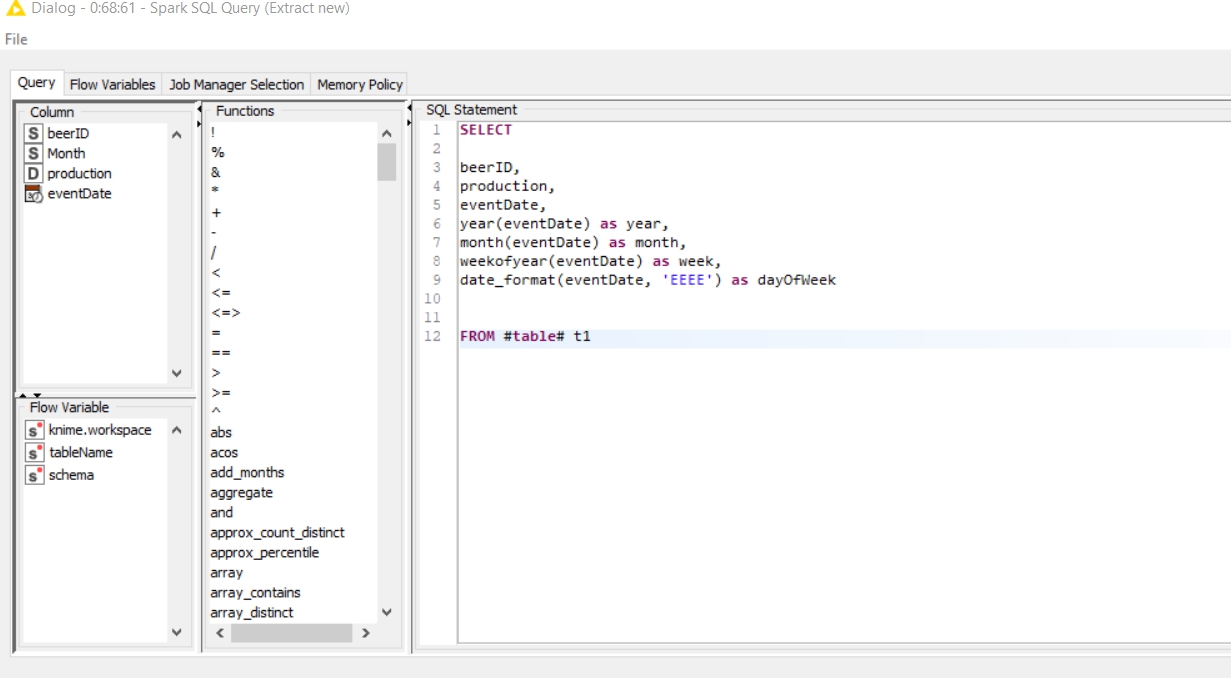 Dialog - 0:68:61 - Spark SQL Query (Extract new)
File
Query Flow Variables Job Manager Selection Memory Policy
Column
S beerID
S Month
D production
eventDate
Flow Variable
s knime.workspace
s tableName
s schema
Functions
!
%
&
*
+
-
/
<
<=
<=>
=
==
>
>=
^
abs
acos
add_months
aggregate
and
approx_count_distinct
approx_percentile
array
array_contains
array_distinct
SQL Statement
1 SELECT
2
3 beerID,
4 production,
5 eventDate,
6 year(eventDate) as year,
7 month(eventDate) as month,
8 weekofyear(eventDate) as week,
9 date_format(eventDate, 'EEEE') as dayOfWeek
10
11
12 FROM #table# t1